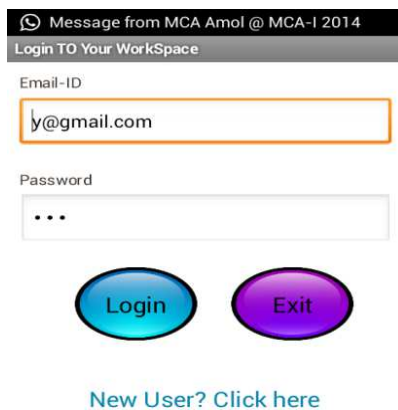 Message from MCA Amol @ MCA-I 2014
Login TO Your WorkSpace
Email-ID
y@gmail.com
Password
•••
Login Exit
New User? Click here